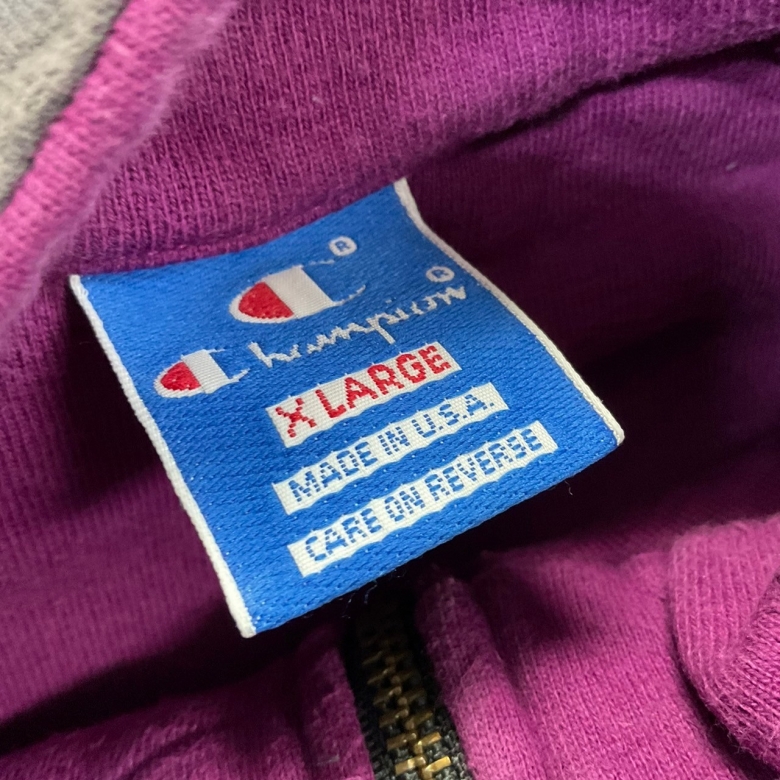 ®
Champion®
X LARGE
MADE IN U.S.A.
CARE ON REVERSE